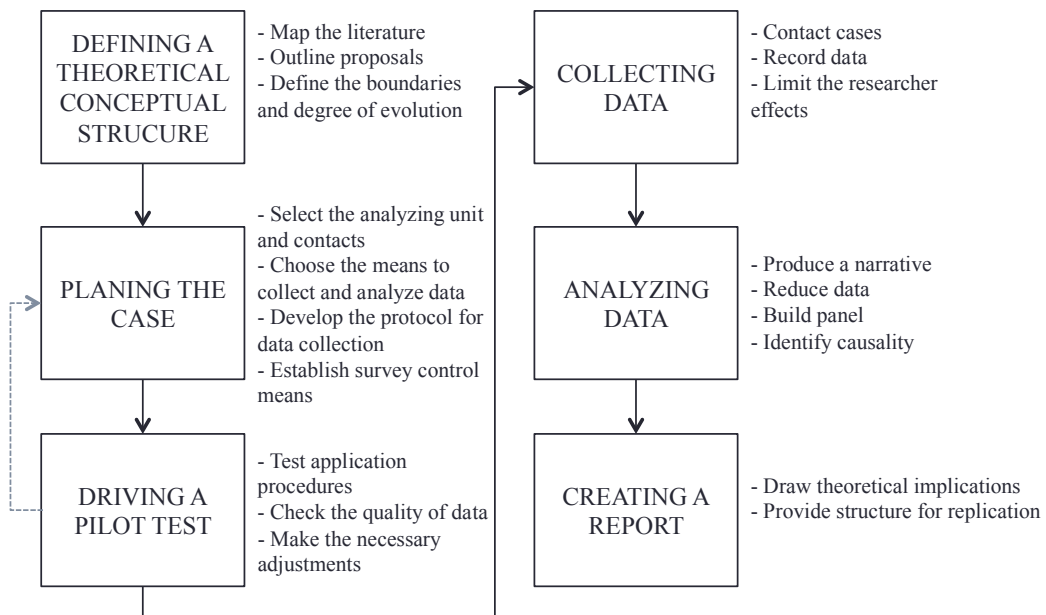 DEFINING A
THEORETICAL
CONCEPTUAL
STRUCURE
- Map the literature
- Outline proposals
- Define the boundaries
and degree of evolution
PLANING THE
CASE
- Select the analyzing unit
and contacts
- Choose the means to
collect and analyze data
- Develop the protocol for
data collection
- Establish survey control
means
DRIVING A
PILOT TEST
- Test application
procedures
- Check the quality of data
- Make the necessary
adjustments
COLLECTING
DATA
- Contact cases
- Record data
- Limit the researcher
effects
ANALYZING
DATA
- Produce a narrative
- Reduce data
- Build panel
- Identify causality
CREATING A
REPORT
- Draw theoretical implications
- Provide structure for replication